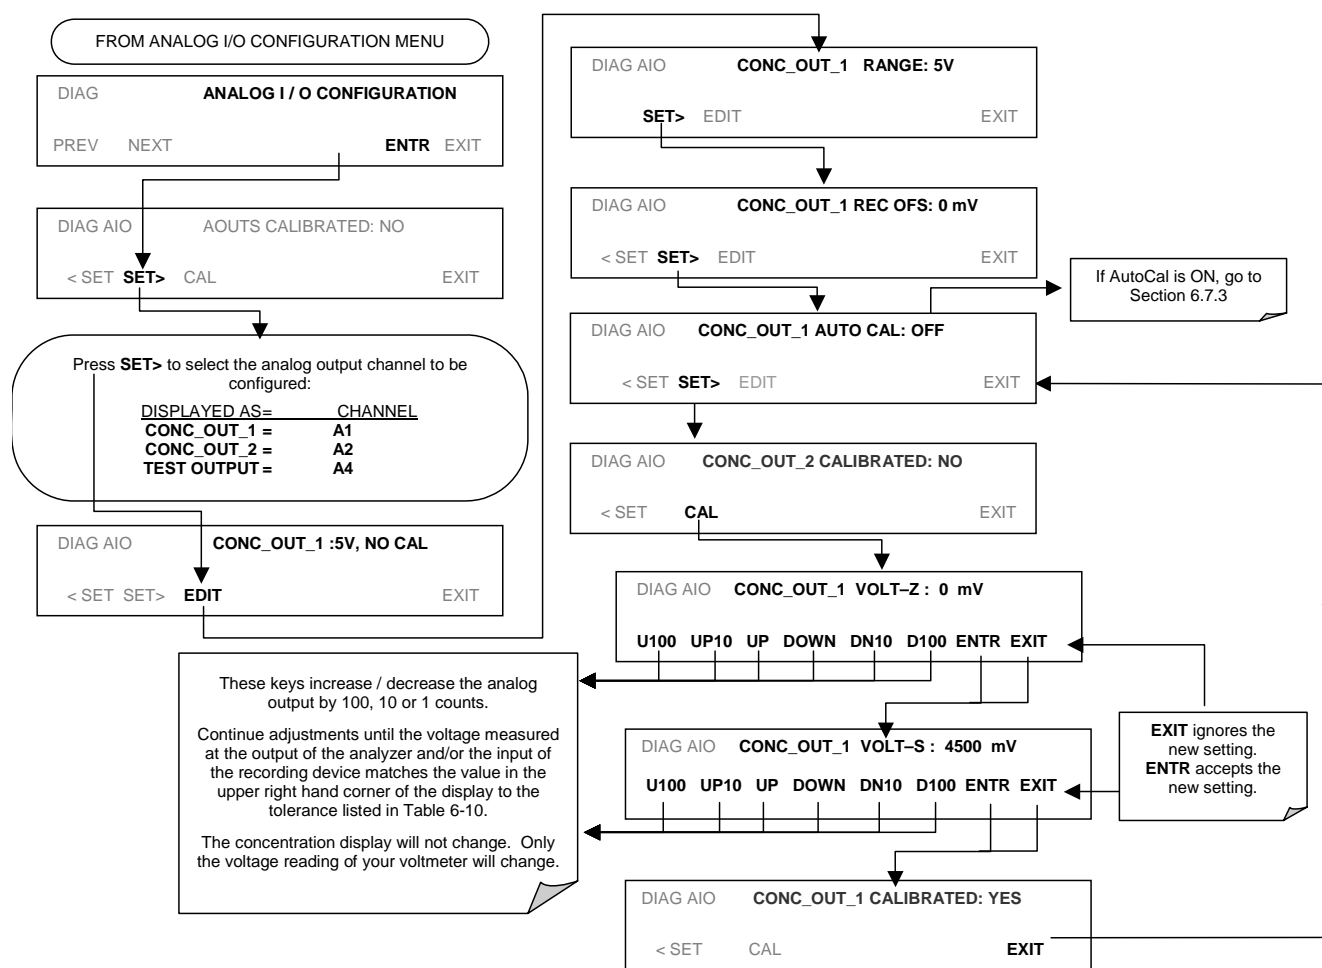 FROM ANALOG I/O CONFIGURATION MENU
DIAG ANALOG I / O CONFIGURATION
PREV NEXT ENTR EXIT
DIAG AIO AOUTS CALIBRATED: NO
< SET SET> CAL EXIT
Press SET> to select the analog output channel to be
configured:
DISPLAYED AS= CHANNEL
CONC_OUT_1 = A1
CONC_OUT_2 = A2
TEST OUTPUT = A4
DIAG AIO CONC_OUT_1 :5V, NO CAL
< SET SET> EDIT EXIT
These keys increase / decrease the analog
output by 100, 10 or 1 counts.
Continue adjustments until the voltage measured
at the output of the analyzer and/or the input of
the recording device matches the value in the
upper right hand corner of the display to the
tolerance listed in Table 6-10.
The concentration display will not change. Only
the voltage reading of your voltmeter will change.
DIAG AIO CONC_OUT_1 RANGE: 5V
SET> EDIT EXIT
DIAG AIO CONC_OUT_1 REC OFS: 0 mV
< SET SET> EDIT EXIT
If AutoCal is ON, go to
Section 6.7.3
DIAG AIO CONC_OUT_1 AUTO CAL: OFF
< SET SET> EDIT EXIT
DIAG AIO CONC_OUT_2 CALIBRATED: NO
< SET CAL EXIT
DIAG AIO CONC_OUT_1 VOLT–Z : 0 mV
U100 UP10 UP DOWN DN10 D100 ENTR EXIT
DIAG AIO CONC_OUT_1 VOLT–S : 4500 mV
U100 UP10 UP DOWN DN10 D100 ENTR EXIT
EXIT ignores the
new setting.
ENTR accepts the
new setting.
DIAG AIO CONC_OUT_1 CALIBRATED: YES
< SET CAL EXIT